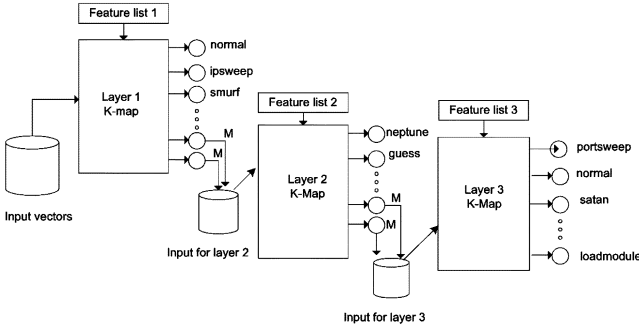 Feature list 1
normal
ipsweep
smurf
Layer 1
K-map
M
M
Input vectors
Input for layer 2
Feature list 2
neptune
guess
Layer 2
K-Map
M
M
Input for layer 3
Feature list 3
portsweep
normal
satan
Layer 3
K-Map
loadmodule